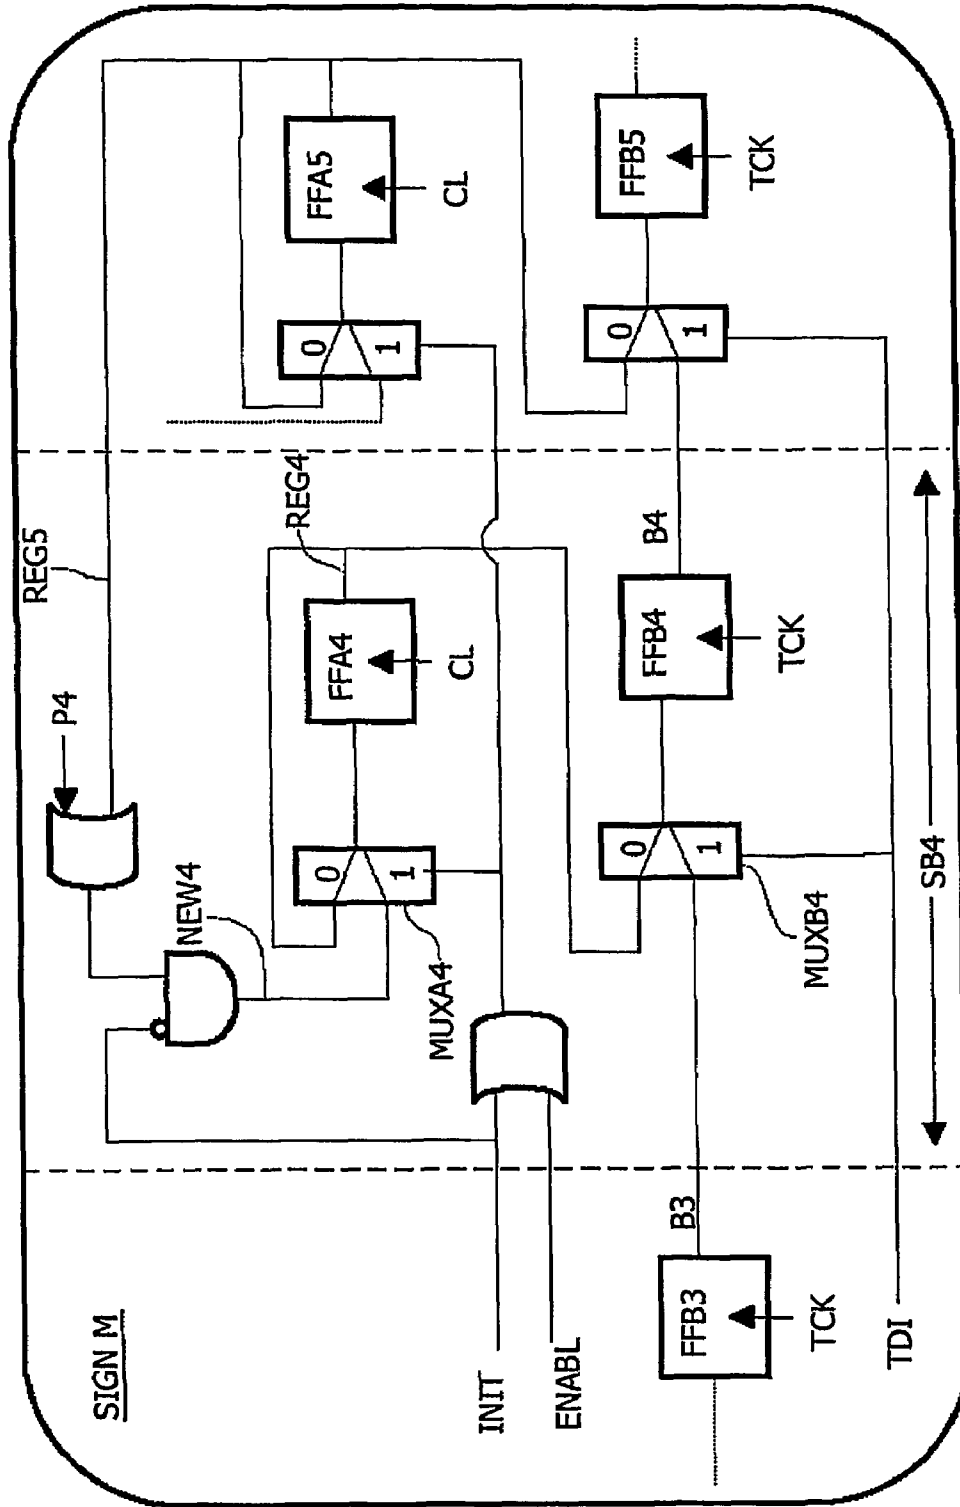 SIGN M
REG5
P4
NEW4
REG4
FFA4
CL
0
1
MUXA4
FFA5
CL
0
1
INIT
ENABL
B3
FFB3
TCK
0
1
MUXB4
FFB4
TCK
B4
0
1
FFB5
TCK
TDI
SB4